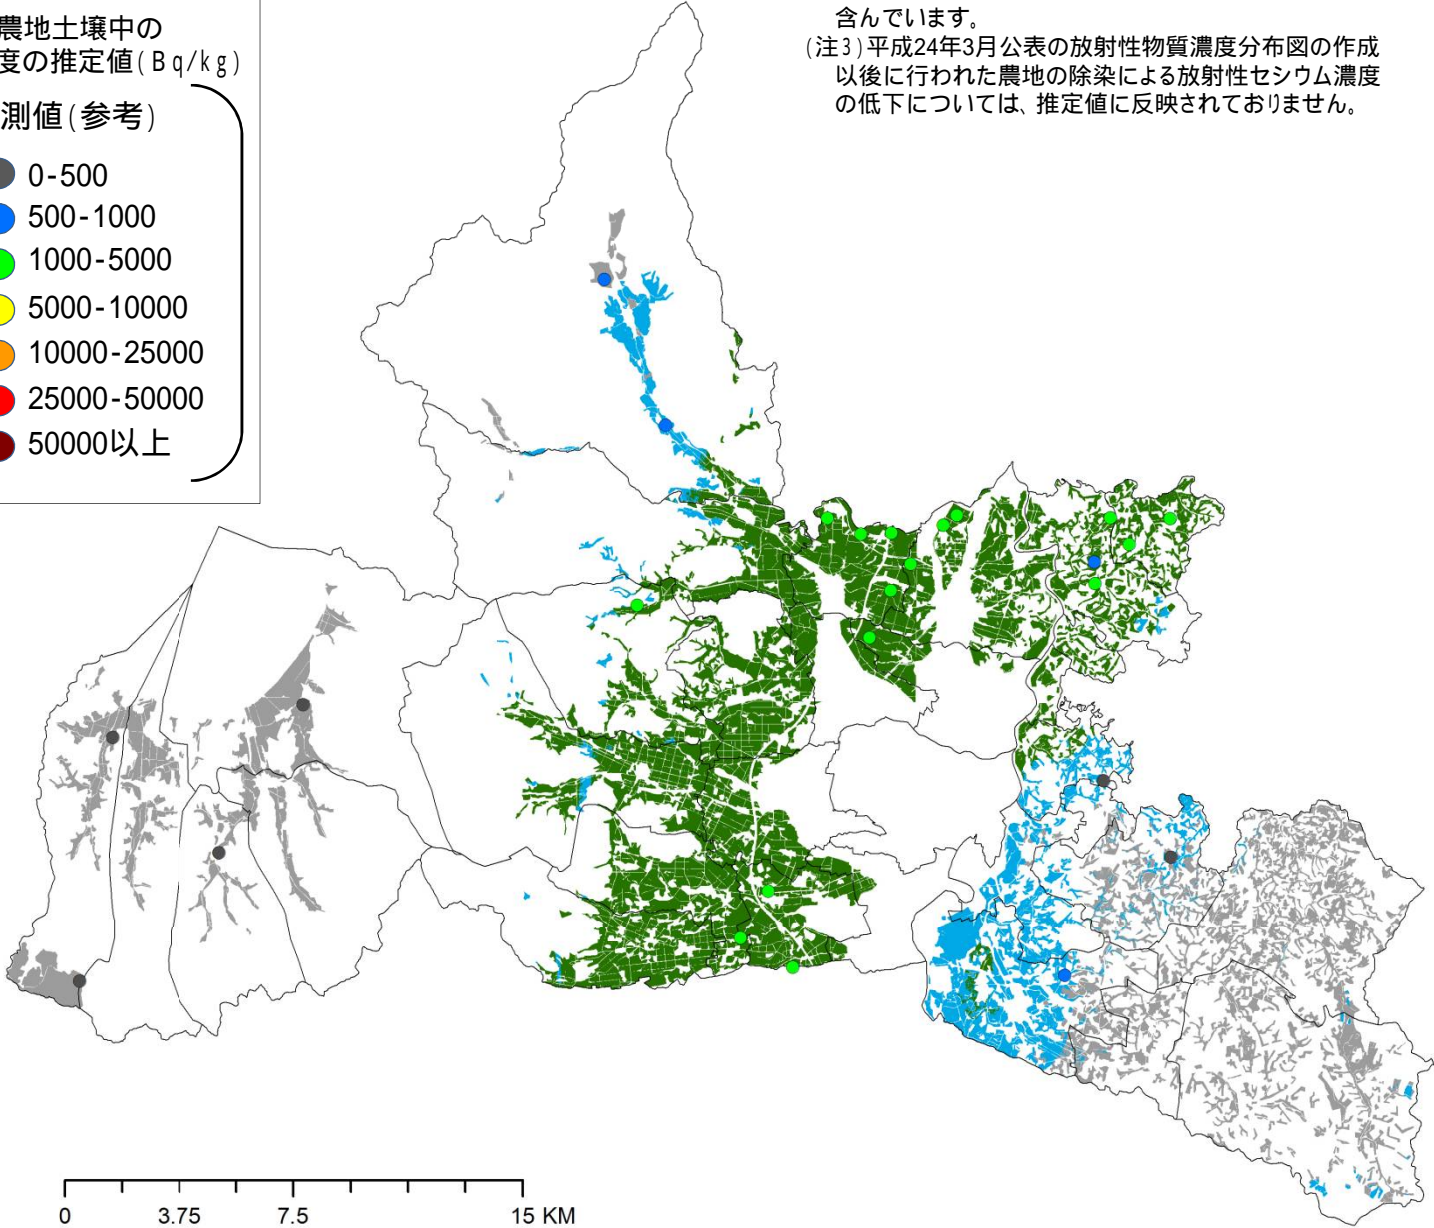 農地土壌中の
度の推定値(Bq/kg)
測値(参考)
0-500
500-1000
1000-5000
5000-10000
10000-25000
25000-50000
50000以上
含んでいます。
(注3)平成24年3月公表の放射性物質濃度分布図の作成
以後に行われた農地の除染による放射性セシウム濃度
の低下については、推定値に反映されておりません。
0 3.75 7.5 15 KM